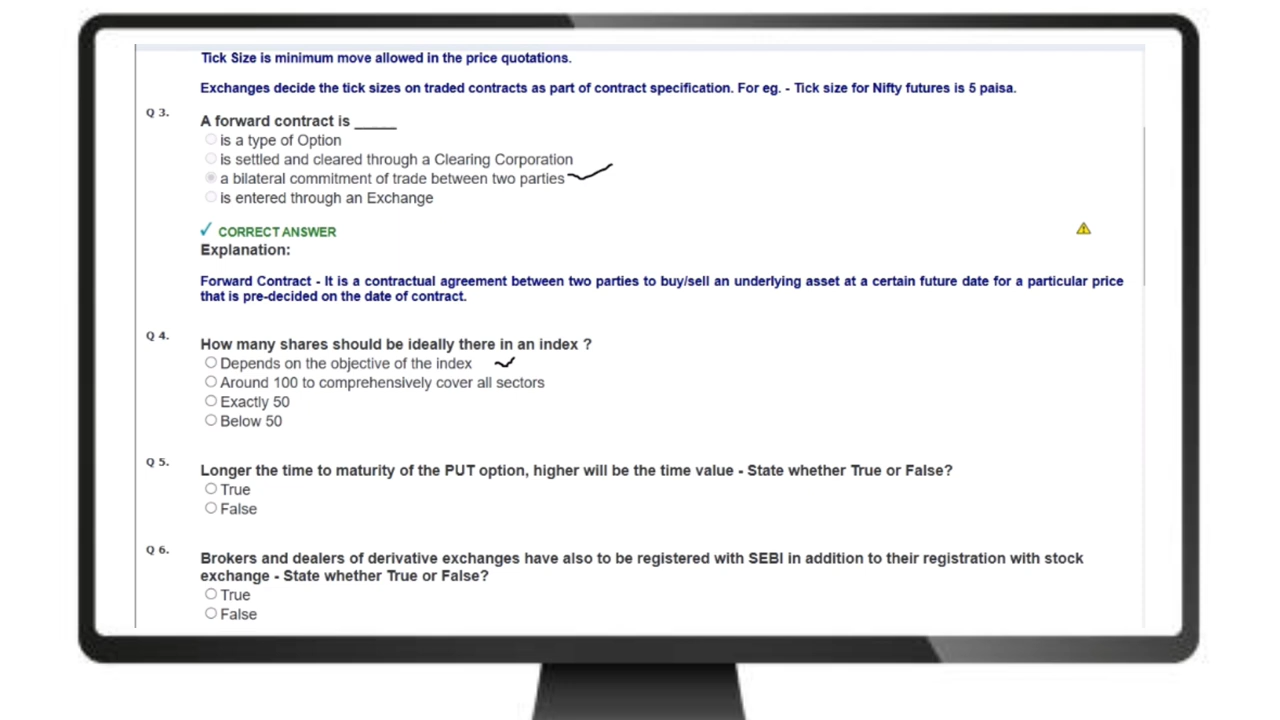 Tick Size is minimum move allowed in the price quotations.
Exchanges decide the tick sizes on traded contracts as part of contract specification. For eg. - Tick size for Nifty futures is 5 paisa.
Q 3.
A forward contract is _____
is a type of Option
is settled and cleared through a Clearing Corporation
a bilateral commitment of trade between two parties
is entered through an Exchange
✓ CORRECT ANSWER
Explanation:
Forward Contract - It is a contractual agreement between two parties to buy/sell an underlying asset at a certain future date for a particular price
that is pre-decided on the date of contract.
Q 4.
How many shares should be ideally there in an index ?
Depends on the objective of the index
Around 100 to comprehensively cover all sectors
Exactly 50
Below 50
Q 5.
Longer the time to maturity of the PUT option, higher will be the time value - State whether True or False?
True
False
Q 6.
Brokers and dealers of derivative exchanges have also to be registered with SEBI in addition to their registration with stock
exchange - State whether True or False?
True
False